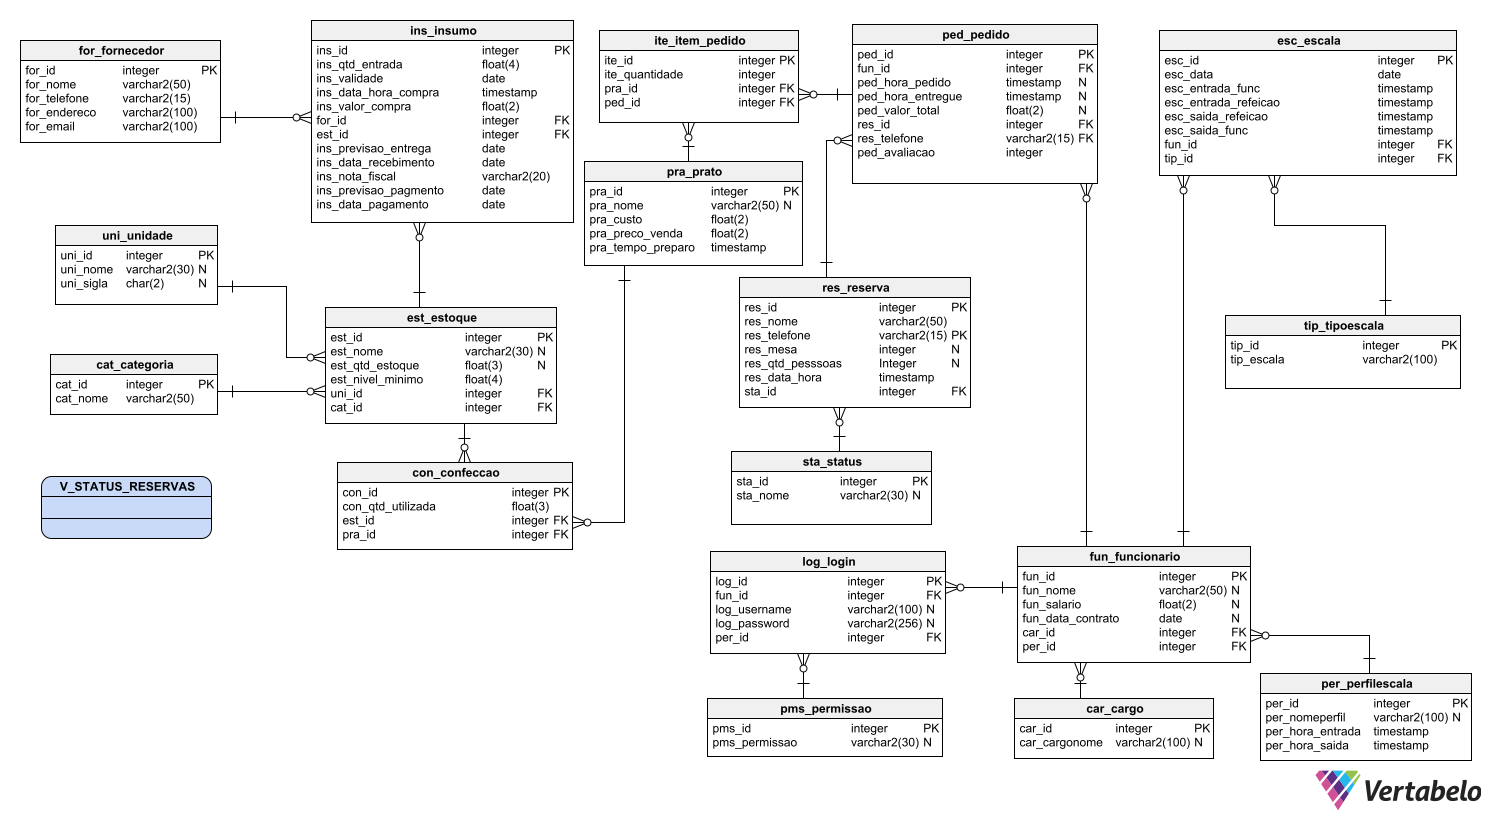 for_fornecedor
for_id integer PK
for_nome varchar2(50)
for_telefone varchar2(15)
for_endereco varchar2(100)
for_email varchar2(100)
ins_insumo
ins_id integer PK
ins_qtd_entrada float(4)
ins_validade date
ins_data_hora_compra timestamp
ins_valor_compra float(2)
for_id integer FK
est_id integer FK
ins_previsao_entrega date
ins_data_recebimento date
ins_nota_fiscal varchar2(20)
ins_previsao_pagmento date
ins_data_pagamento date
ite_item_pedido
ite_id integer PK
ite_quantidade integer
pra_id integer FK
ped_id integer FK
ped_pedido
ped_id integer PK
fun_id integer FK
ped_hora_pedido timestamp N
ped_hora_entregue timestamp N
ped_valor_total float(2) N
res_id integer FK
res_telefone varchar2(15) FK
ped_avaliacao integer
esc_escala
esc_id integer PK
esc_data date
esc_entrada_func timestamp
esc_entrada_refeicao timestamp
esc_saida_refeicao timestamp
esc_saida_func timestamp
fun_id integer FK
tip_id integer FK
pra_prato
pra_id integer PK
pra_nome varchar2(50) N
pra_custo float(2)
pra_preco_venda float(2)
pra_tempo_preparo timestamp
uni_unidade
uni_id integer PK
uni_nome varchar2(30) N
uni_sigla char(2) N
est_estoque
est_id integer PK
est_nome varchar2(30) N
est_qtd_estoque float(3) N
est_nivel_minimo float(4)
uni_id integer FK
cat_id integer FK
res_reserva
res_id integer PK
res_nome varchar2(50)
res_telefone varchar2(15) PK
res_mesa integer N
res_qtd_pesssoas Integer N
res_data_hora timestamp
sta_id integer FK
tip_tipoescala
tip_id integer PK
tip_escala varchar2(100)
cat_categoria
cat_id integer PK
cat_nome varchar2(50)
con_confeccao
con_id integer PK
con_qtd_utilizada float(3)
est_id integer FK
pra_id integer FK
sta_status
sta_id integer PK
sta_nome varchar2(30) N
V_STATUS_RESERVAS
log_login
log_id integer PK
fun_id integer FK
log_username varchar2(100) N
log_password varchar2(256) N
per_id integer FK
fun_funcionario
fun_id integer PK
fun_nome varchar2(50) N
fun_salario float(2) N
fun_data_contrato date N
car_id integer FK
per_id integer FK
pms_permissao
pms_id integer PK
pms_permissao varchar2(30) N
car_cargo
car_id integer PK
car_cargonome varchar2(100) N
per_perfilescala
per_id integer PK
per_nomeperfil varchar2(100) N
per_hora_entrada timestamp
per_hora_saida timestamp
Vertabelo